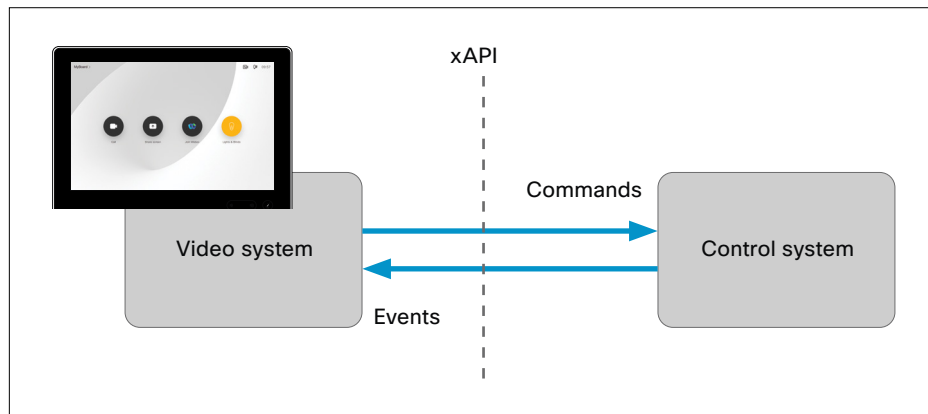 xAPI
Commands
Video system
Control system
Events